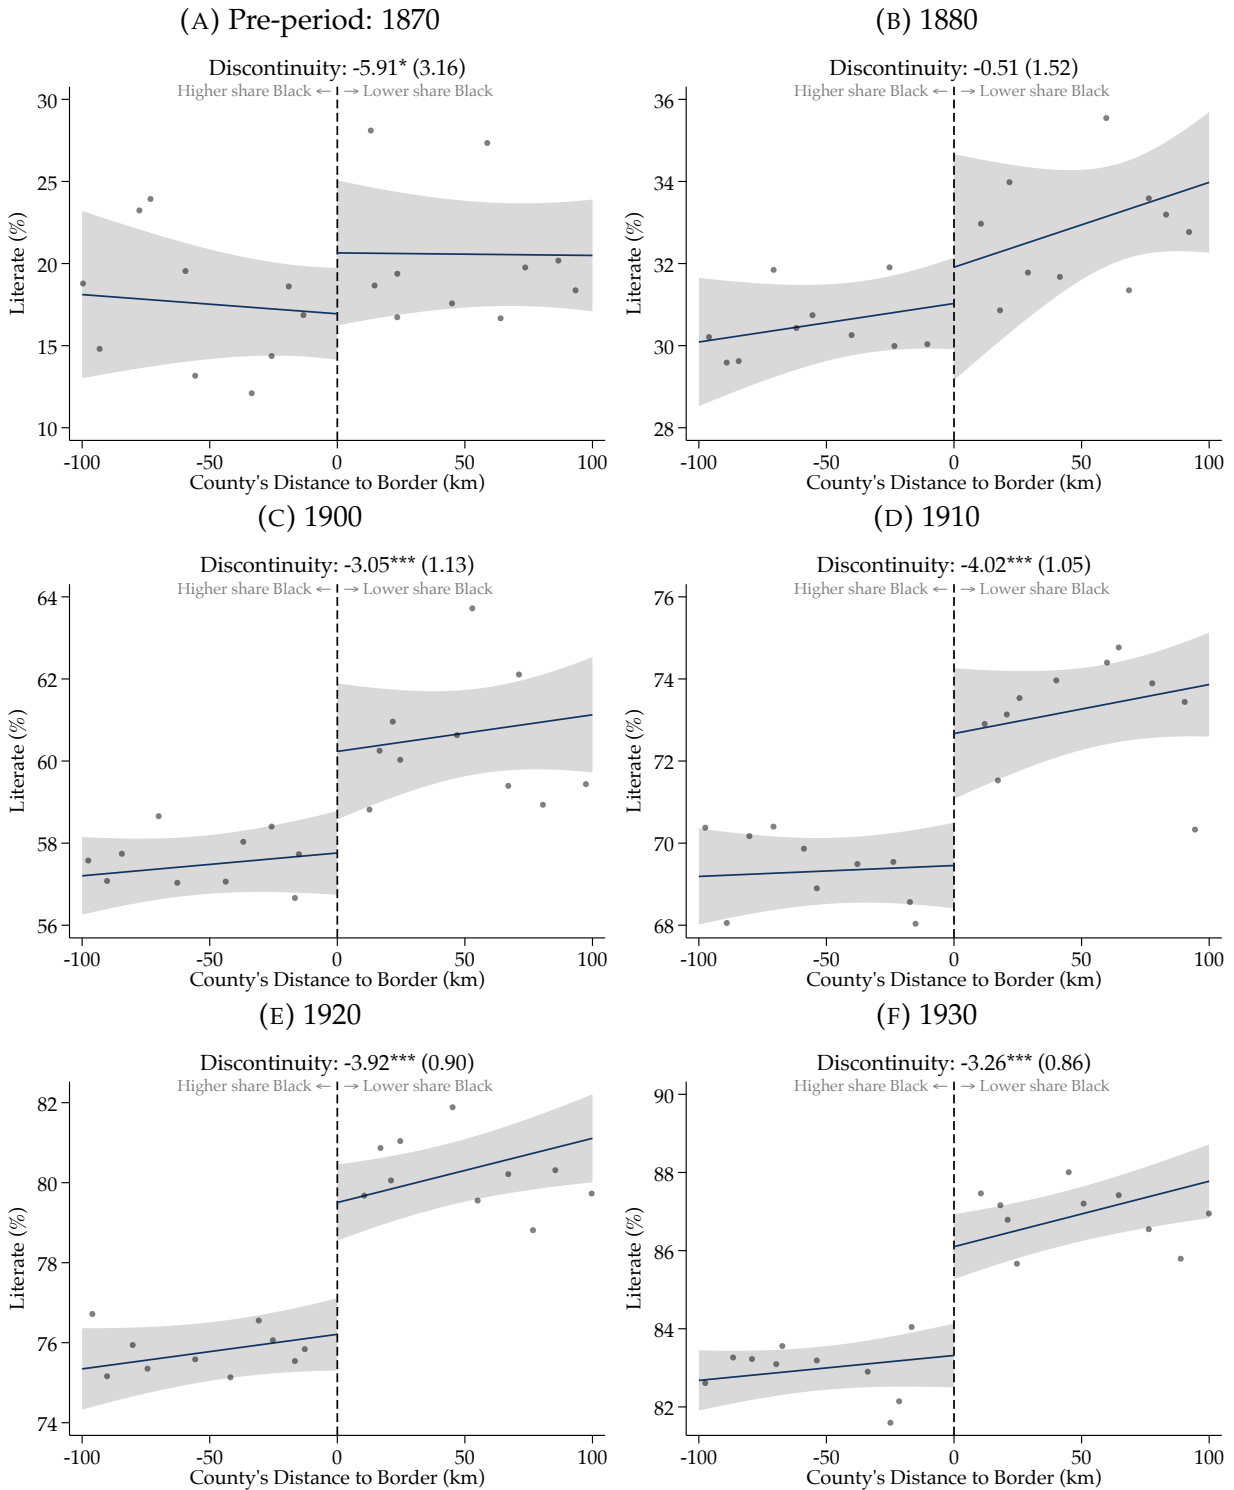 (A) Pre-period: 1870
Discontinuity: -5.91* (3.16)
Higher share Black ← → Lower share Black
Literate (%)
30
25
20
15
10
-100 -50 0 50 100
County's Distance to Border (km)
(B) 1880
Discontinuity: -0.51 (1.52)
Higher share Black ← → Lower share Black
Literate (%)
36
34
32
30
28
-100 -50 0 50 100
County's Distance to Border (km)
(C) 1900
Discontinuity: -3.05*** (1.13)
Higher share Black ← → Lower share Black
Literate (%)
64
62
60
58
56
-100 -50 0 50 100
County's Distance to Border (km)
(D) 1910
Discontinuity: -4.02*** (1.05)
Higher share Black ← → Lower share Black
Literate (%)
76
74
72
70
68
-100 -50 0 50 100
County's Distance to Border (km)
(E) 1920
Discontinuity: -3.92*** (0.90)
Higher share Black ← → Lower share Black
Literate (%)
82
80
78
76
74
-100 -50 0 50 100
County's Distance to Border (km)
(F) 1930
Discontinuity: -3.26*** (0.86)
Higher share Black ← → Lower share Black
Literate (%)
90
88
86
84
82
-100 -50 0 50 100
County's Distance to Border (km)